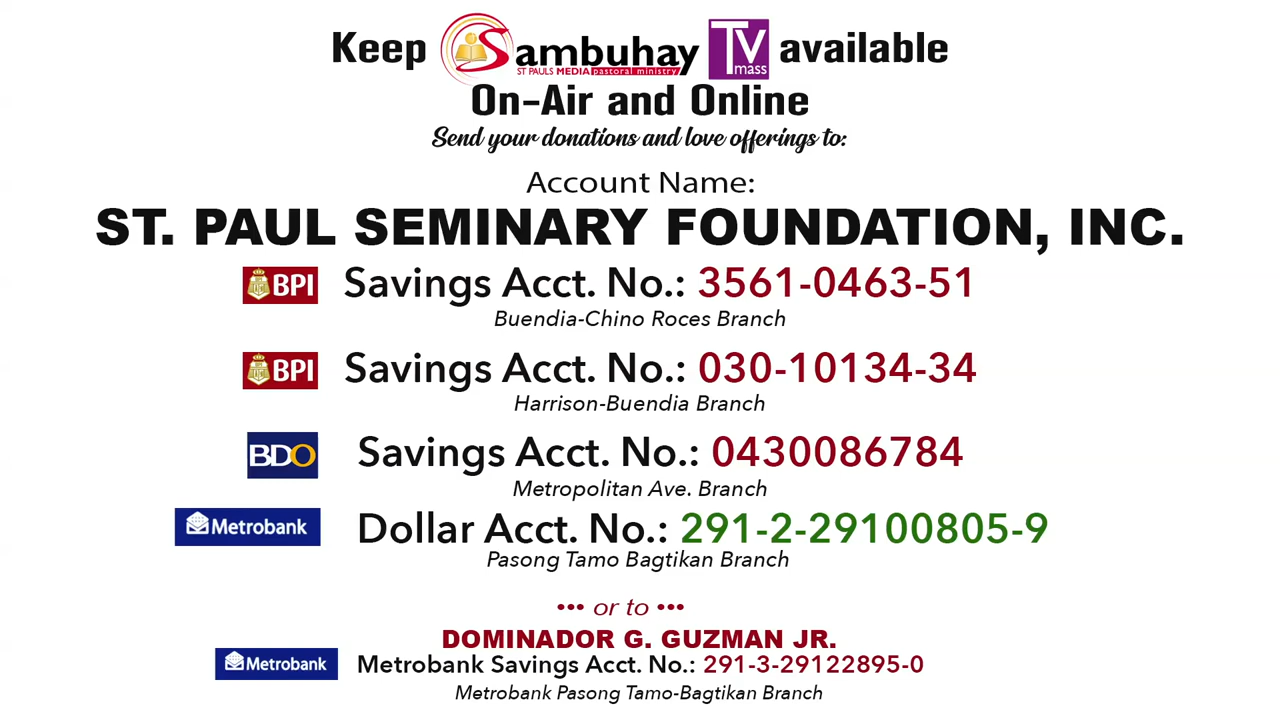 Keep Sambuhay TV mass available
ST PAULS MEDIA pastoral ministry
On-Air and Online
Send your donations and love offerings to:
Account Name:
ST. PAUL SEMINARY FOUNDATION, INC.
BPI Savings Acct. No.: 3561-0463-51
Buendia-Chino Roces Branch
BPI Savings Acct. No.: 030-10134-34
Harrison-Buendia Branch
BDO Savings Acct. No.: 0430086784
Metropolitan Ave. Branch
Metrobank Dollar Acct. No.: 291-2-29100805-9
Pasong Tamo Bagtikan Branch
••• or to •••
DOMINADOR G. GUZMAN JR.
Metrobank Metrobank Savings Acct. No.: 291-3-29122895-0
Metrobank Pasong Tamo-Bagtikan Branch